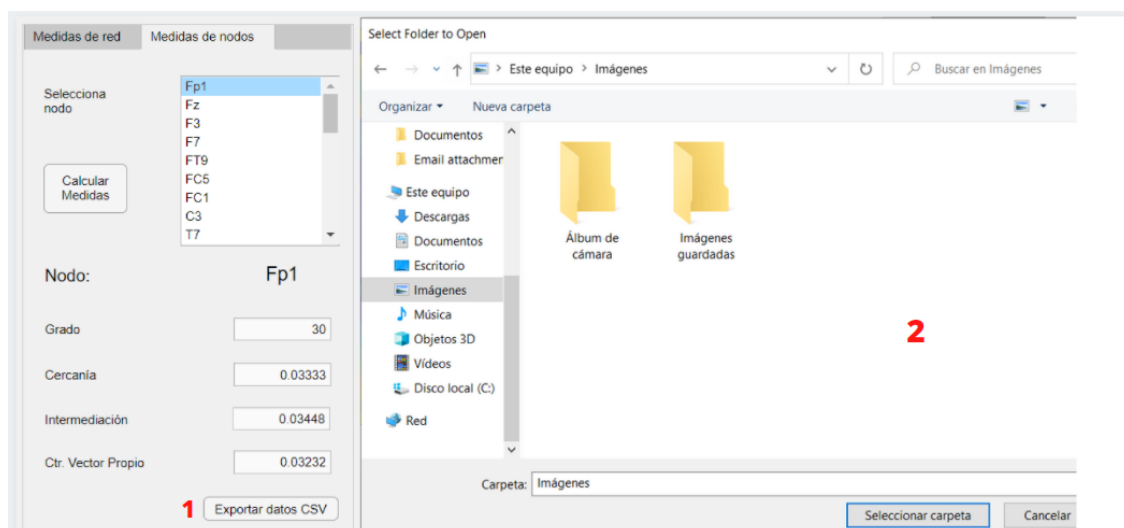 Medidas de red
Medidas de nodos
Selecciona
nodo
Fp1
Fz
F3
F7
FT9
FC5
FC1
C3
T7
Calcular
Medidas
Nodo:
Fp1
Grado
30
Cercanía
0.03333
Intermediación
0.03448
Ctr. Vector Propio
0.03232
1
Exportar datos CSV
Select Folder to Open
Este equipo > Imágenes
Buscar en Imágenes
Organizar
Nueva carpeta
Documentos
Email attachmer
Este equipo
Descargas
Documentos
Escritorio
Imágenes
Música
Objetos 3D
Vídeos
Disco local (C:)
Red
Álbum de
cámara
Imágenes
guardadas
2
Carpeta:
Imágenes
Seleccionar carpeta
Cancelar